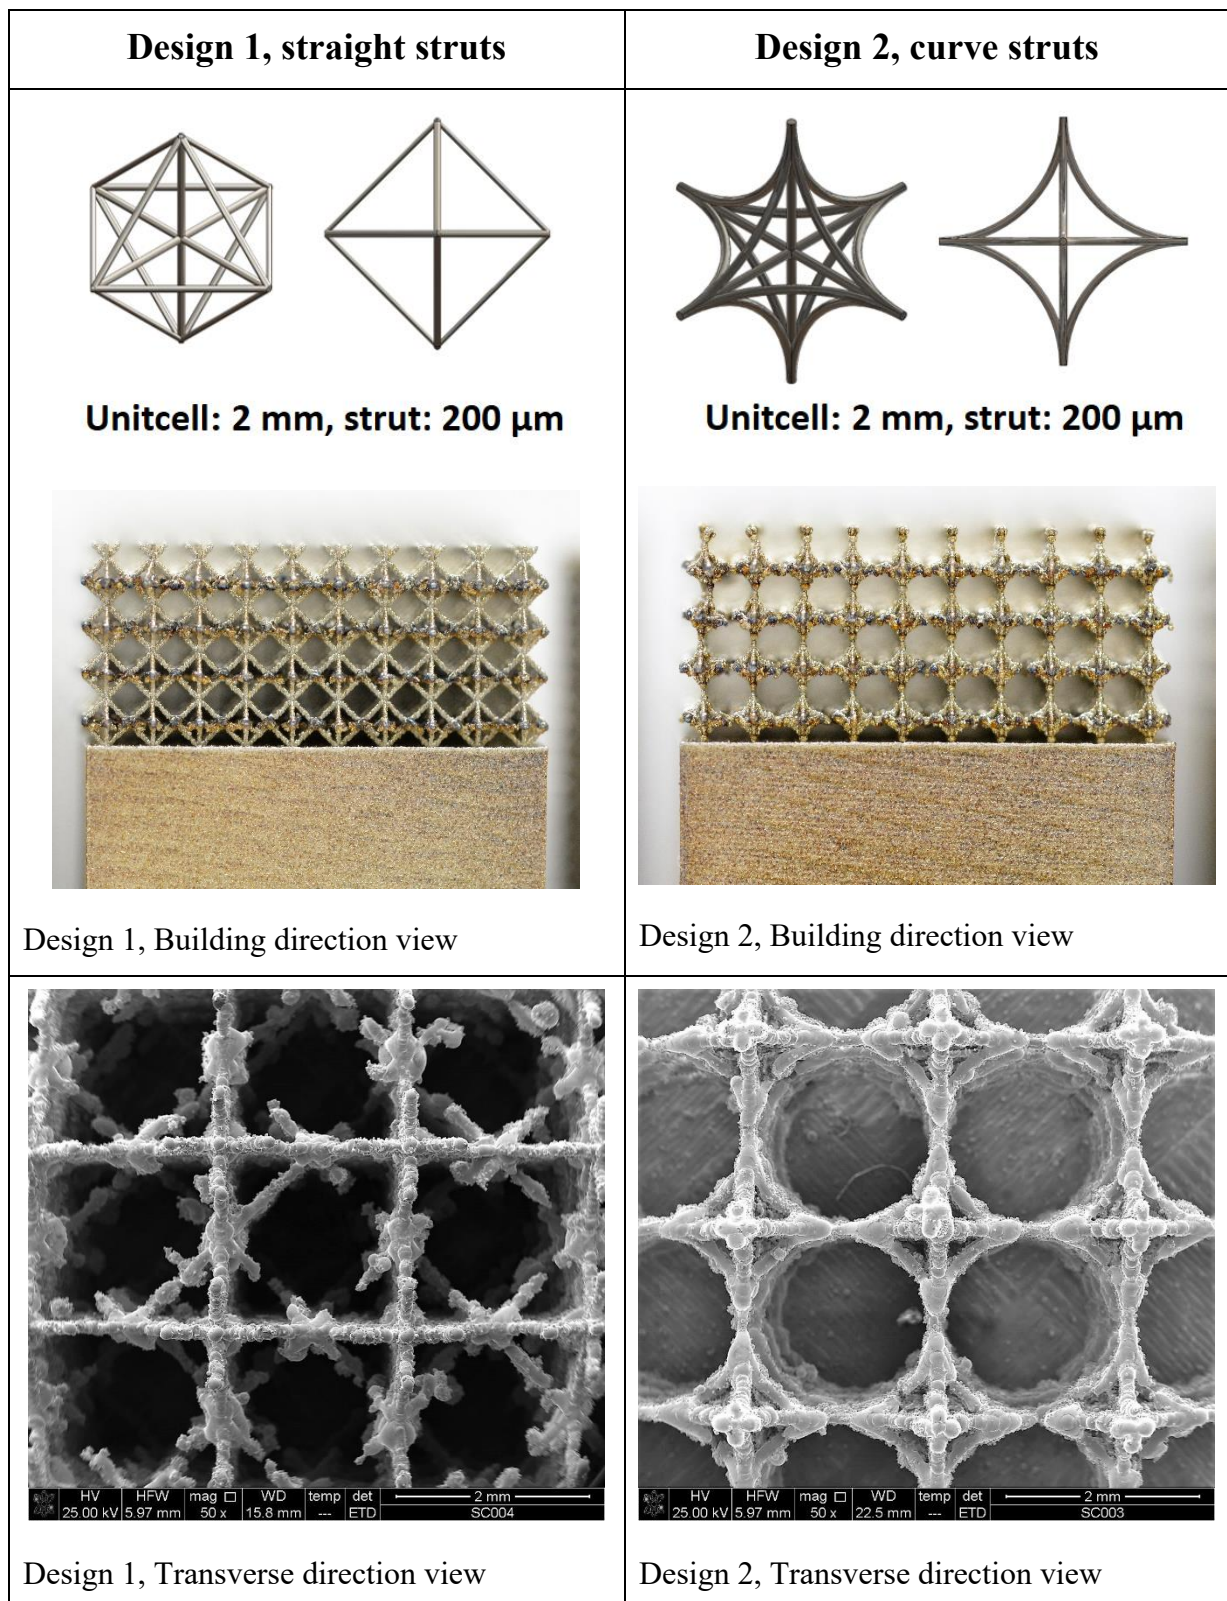 Design 1, straight struts
Design 2, curve struts
Unitcell: 2 mm, strut: 200 µm
Unitcell: 2 mm, strut: 200 µm
Design 1, Building direction view
Design 2, Building direction view
HV HFW mag □ WD temp det 2 mm
25.00 kV 5.97 mm 50 x 15.8 mm --- ETD SC004
HV HFW mag □ WD temp det 2 mm
25.00 kV 5.97 mm 50 x 22.5 mm --- ETD SC003
Design 1, Transverse direction view
Design 2, Transverse direction view